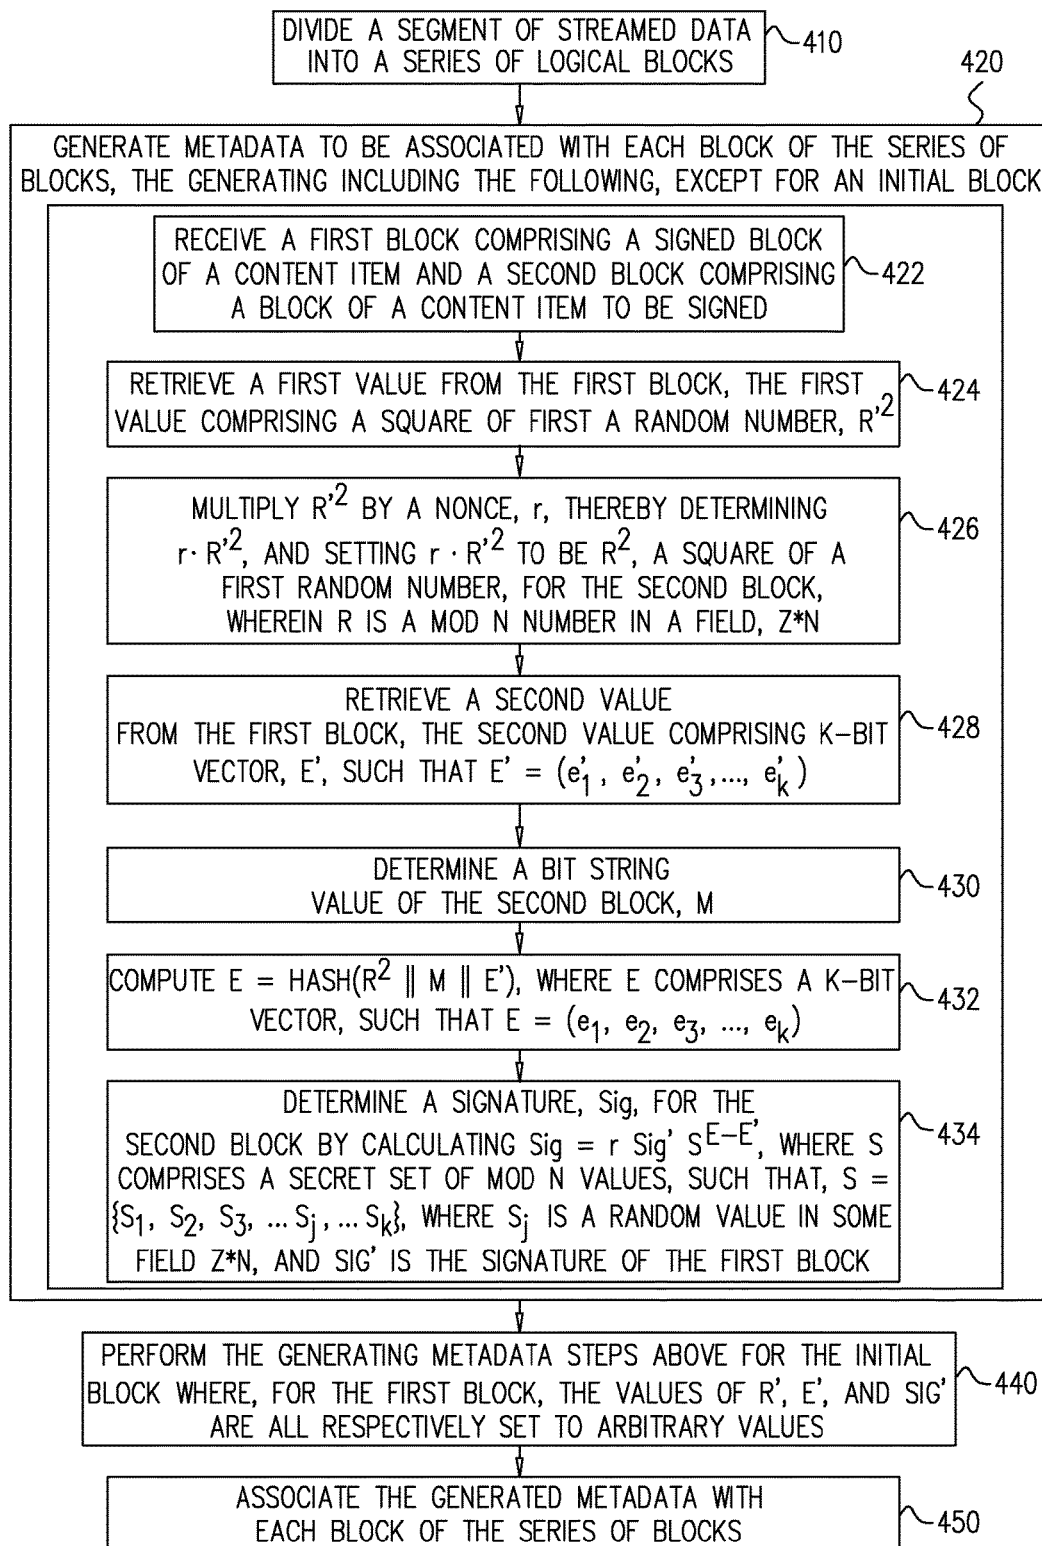 DIVIDE A SEGMENT OF STREAMED DATA
INTO A SERIES OF LOGICAL BLOCKS
410
420
GENERATE METADATA TO BE ASSOCIATED WITH EACH BLOCK OF THE SERIES OF
BLOCKS, THE GENERATING INCLUDING THE FOLLOWING, EXCEPT FOR AN INITIAL BLOCK
RECEIVE A FIRST BLOCK COMPRISING A SIGNED BLOCK
OF A CONTENT ITEM AND A SECOND BLOCK COMPRISING
A BLOCK OF A CONTENT ITEM TO BE SIGNED
422
RETRIEVE A FIRST VALUE FROM THE FIRST BLOCK, THE FIRST
VALUE COMPRISING A SQUARE OF FIRST A RANDOM NUMBER, R'²
424
MULTIPLY R'² BY A NONCE, r, THEREBY DETERMINING
r · R'², AND SETTING r · R'² TO BE R², A SQUARE OF A
FIRST RANDOM NUMBER, FOR THE SECOND BLOCK,
WHEREIN R IS A MOD N NUMBER IN A FIELD, Z*N
426
RETRIEVE A SECOND VALUE
FROM THE FIRST BLOCK, THE SECOND VALUE COMPRISING K-BIT
VECTOR, E', SUCH THAT E' = (e'₁, e'₂, e'₃,..., e'ₖ)
428
DETERMINE A BIT STRING
VALUE OF THE SECOND BLOCK, M
430
COMPUTE E = HASH(R² ‖ M ‖ E'), WHERE E COMPRISES A K-BIT
VECTOR, SUCH THAT E = (e₁, e₂, e₃, ..., eₖ)
432
DETERMINE A SIGNATURE, Sig, FOR THE
SECOND BLOCK BY CALCULATING Sig = r Sig' S^{E-E'}, WHERE S
COMPRISES A SECRET SET OF MOD N VALUES, SUCH THAT, S =
{S₁, S₂, S₃, ...Sⱼ,...Sₖ}, WHERE Sⱼ IS A RANDOM VALUE IN SOME
FIELD Z*N, AND SIG' IS THE SIGNATURE OF THE FIRST BLOCK
434
PERFORM THE GENERATING METADATA STEPS ABOVE FOR THE INITIAL
BLOCK WHERE, FOR THE FIRST BLOCK, THE VALUES OF R', E', AND SIG'
ARE ALL RESPECTIVELY SET TO ARBITRARY VALUES
440
ASSOCIATE THE GENERATED METADATA WITH
EACH BLOCK OF THE SERIES OF BLOCKS
450